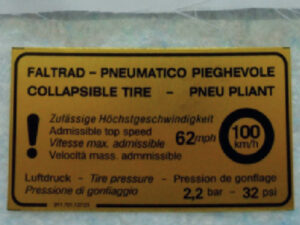 FALTRAD - PNEUMATICO PIEGHEVOLE
COLLAPSIBLE TIRE - PNEU PLIANT
! Zulässige Höchstgeschwindigkeit
Admissible top speed
Vitesse max. admissible
Velocità mass. admmissible
62 mph
100
km/h
Luftdruck - Tire pressure - Pression de gonflage
Pressione di gonfiaggio 2,2 bar - 32 psi